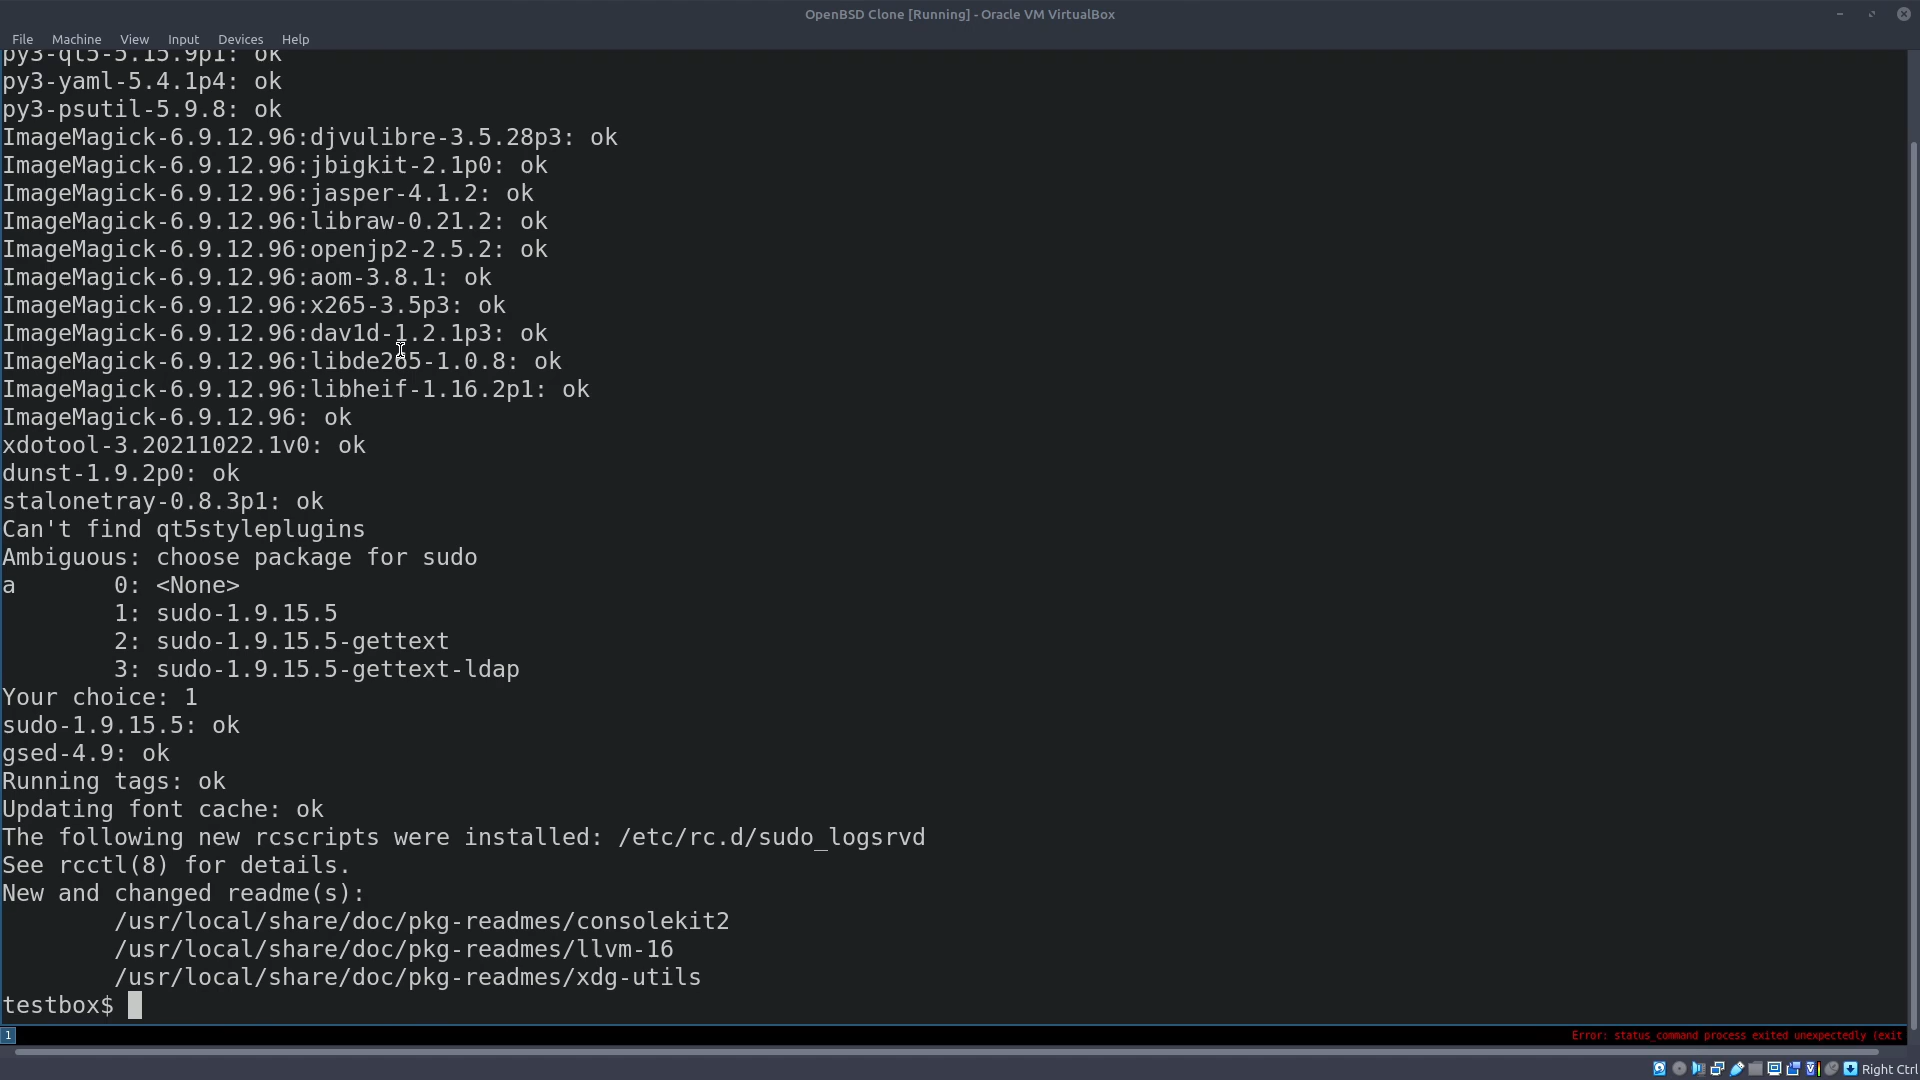 OpenBSD Clone [Running] - Oracle VM VirtualBox
File Machine View Input Devices Help
py3-qt5-5.15.9p1: ok
py3-yaml-5.4.1p4: ok
py3-psutil-5.9.8: ok
ImageMagick-6.9.12.96:djvulibre-3.5.28p3: ok
ImageMagick-6.9.12.96:jbigkit-2.1p0: ok
ImageMagick-6.9.12.96:jasper-4.1.2: ok
ImageMagick-6.9.12.96:libraw-0.21.2: ok
ImageMagick-6.9.12.96:openjp2-2.5.2: ok
ImageMagick-6.9.12.96:aom-3.8.1: ok
ImageMagick-6.9.12.96:x265-3.5p3: ok
ImageMagick-6.9.12.96:dav1d-1.2.1p3: ok
ImageMagick-6.9.12.96:libde265-1.0.8: ok
ImageMagick-6.9.12.96:libheif-1.16.2p1: ok
ImageMagick-6.9.12.96: ok
xdotool-3.20211022.1v0: ok
dunst-1.9.2p0: ok
stalonetray-0.8.3p1: ok
Can't find qt5styleplugins
Ambiguous: choose package for sudo
a       0: <None>
        1: sudo-1.9.15.5
        2: sudo-1.9.15.5-gettext
        3: sudo-1.9.15.5-gettext-ldap
Your choice: 1
sudo-1.9.15.5: ok
gsed-4.9: ok
Running tags: ok
Updating font cache: ok
The following new rcscripts were installed: /etc/rc.d/sudo_logsrvd
See rcctl(8) for details.
New and changed readme(s):
        /usr/local/share/doc/pkg-readmes/consolekit2
        /usr/local/share/doc/pkg-readmes/llvm-16
        /usr/local/share/doc/pkg-readmes/xdg-utils
testbox$
1 Error: status_command process exited unexpectedly (exit
Right Ctrl